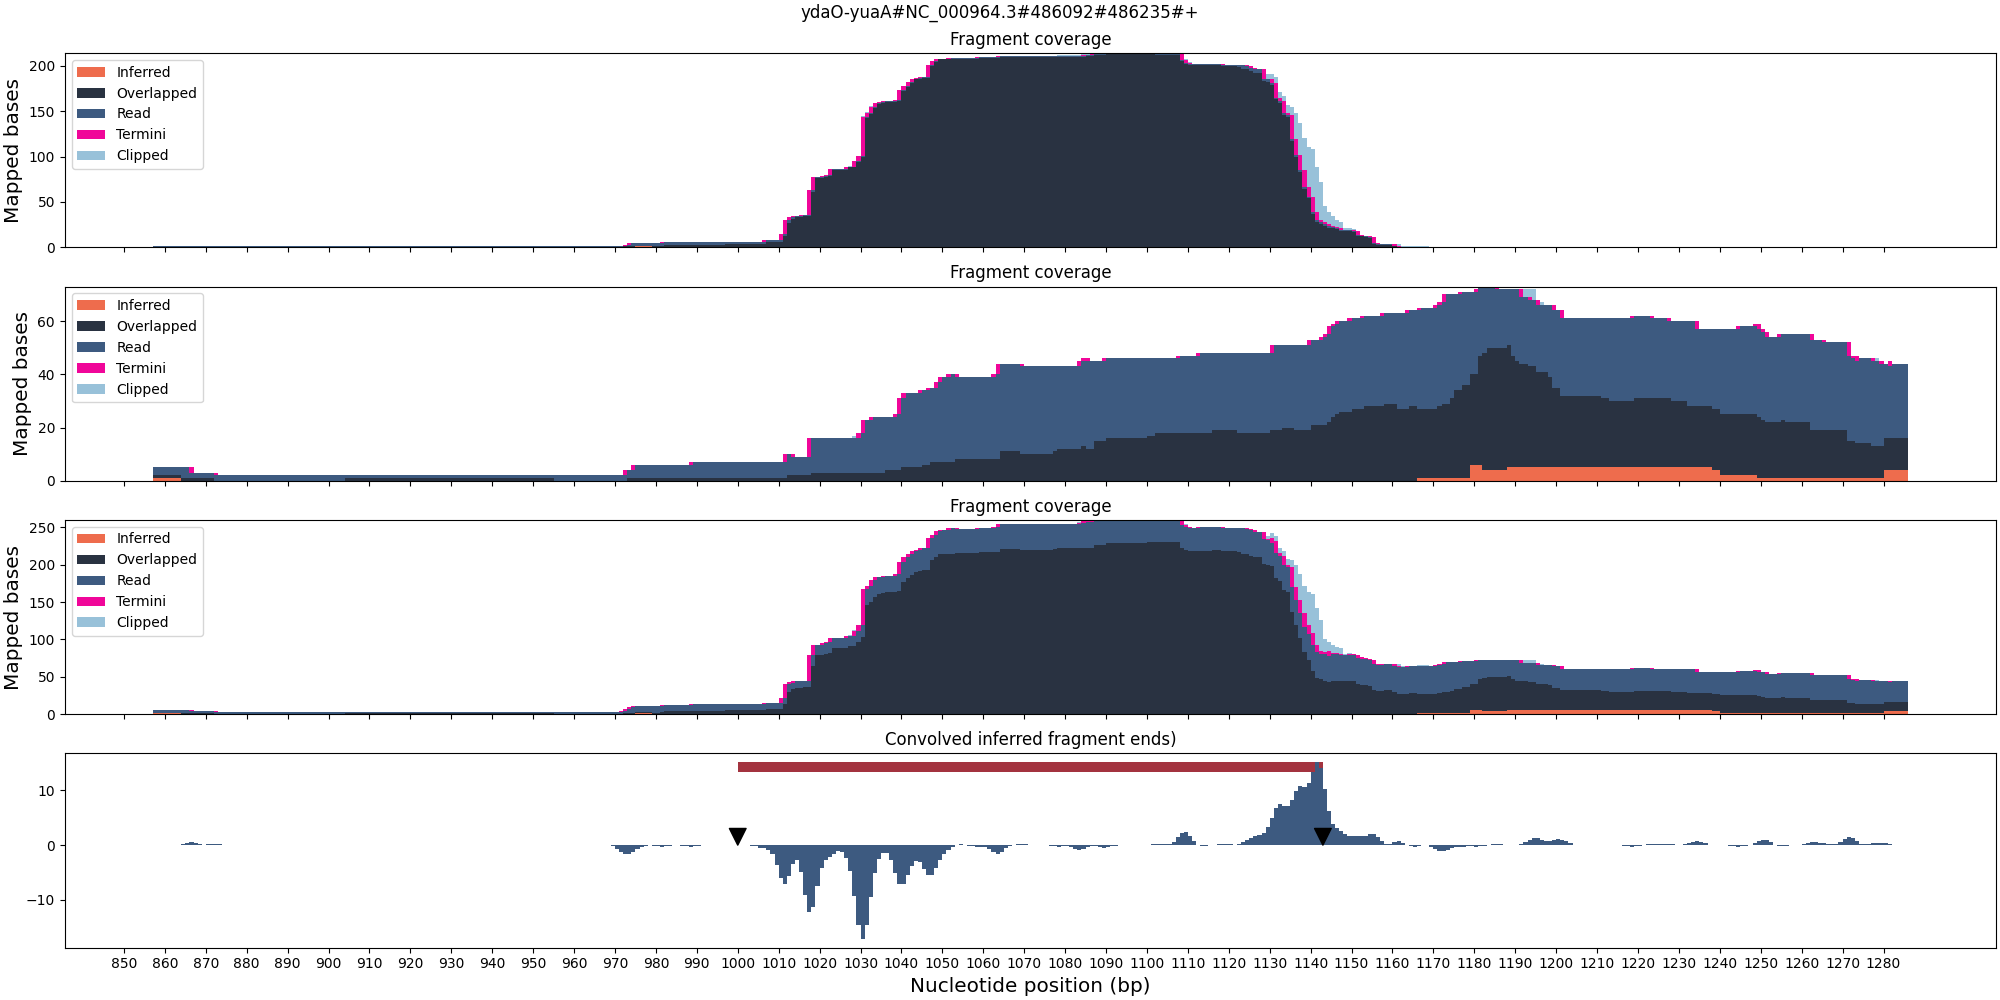 ydaO-yuaA#NC_000964.3#486092#486235#+
Fragment coverage
Mapped bases
200
150
100
50
0
Inferred
Overlapped
Read
Termini
Clipped
Fragment coverage
Mapped bases
60
40
20
0
Inferred
Overlapped
Read
Termini
Clipped
Fragment coverage
Mapped bases
250
200
150
100
50
0
Inferred
Overlapped
Read
Termini
Clipped
Convolved inferred fragment ends)
10
0
−10
850 860 870 880 890 900 910 920 930 940 950 960 970 980 990 1000 1010 1020 1030 1040 1050 1060 1070 1080 1090 1100 1110 1120 1130 1140 1150 1160 1170 1180 1190 1200 1210 1220 1230 1240 1250 1260 1270 1280
Nucleotide position (bp)